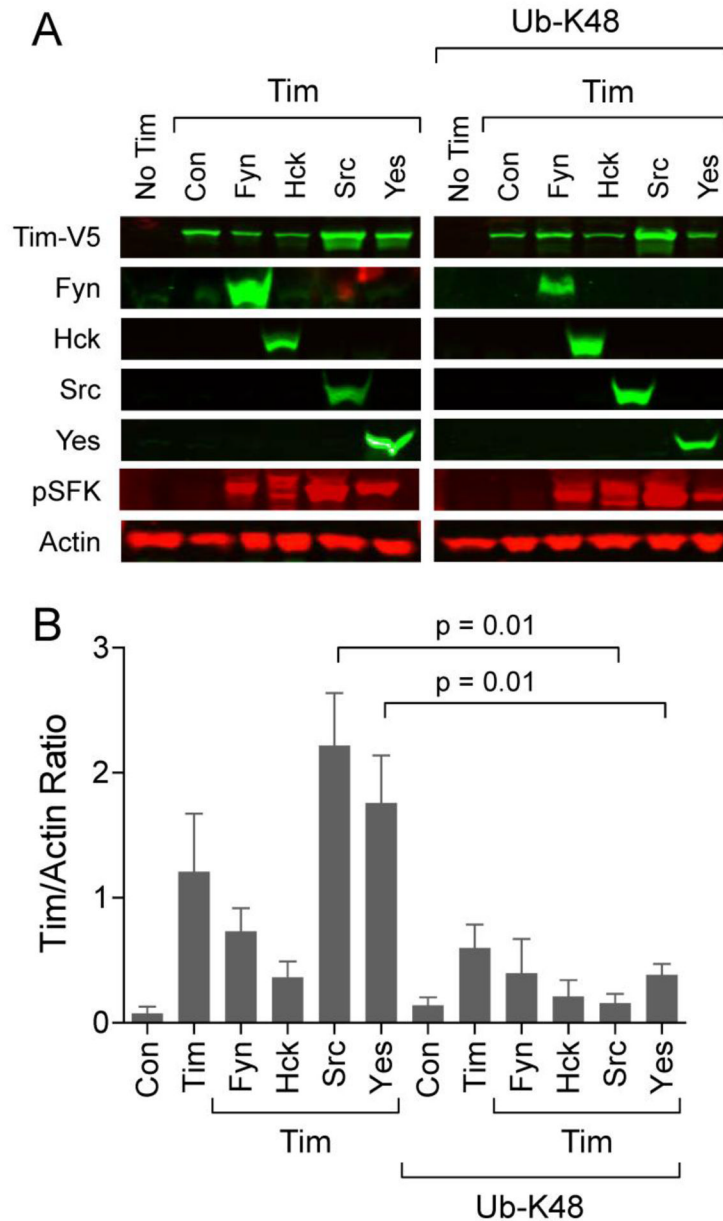 A
Ub-K48
Tim
Tim
No Tim
Con
Fyn
Hck
Src
Yes
No Tim
Con
Fyn
Hck
Src
Yes
Tim-V5
Fyn
Hck
Src
Yes
pSFK
Actin
B
p = 0.01
p = 0.01
3
2
1
0
Tim/Actin Ratio
Con
Tim
Fyn
Hck
Src
Yes
Con
Tim
Fyn
Hck
Src
Yes
Tim
Tim
Ub-K48